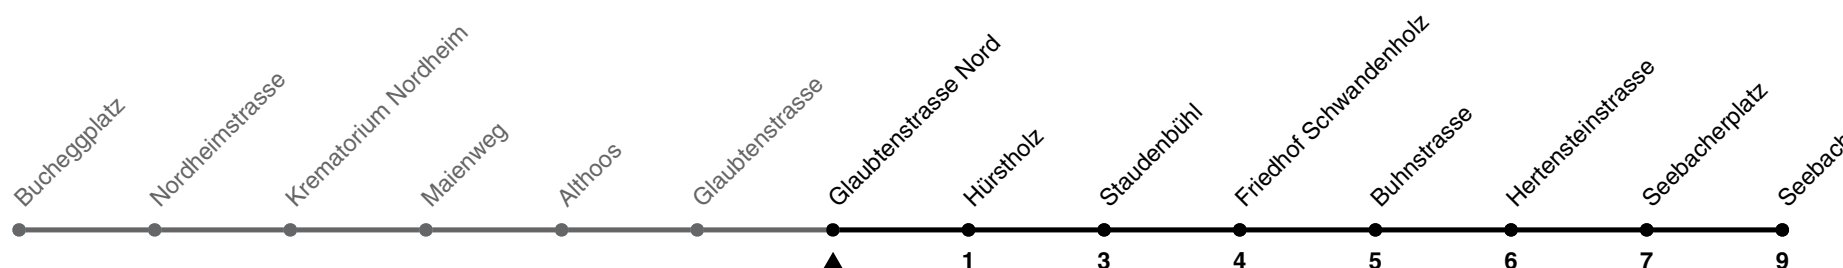 Bucheggplatz
Nordheimstrasse
Krematorium Nordheim
Maienweg
Althoos
Glaubtenstrasse
Glaubtenstrasse Nord
Hürstholz
Staudenbühl
Friedhof Schwandenholz
Buhnstrasse
Hertensteinstrasse
Seebacherplatz
Seebach
1 3 4 5 6 7 9